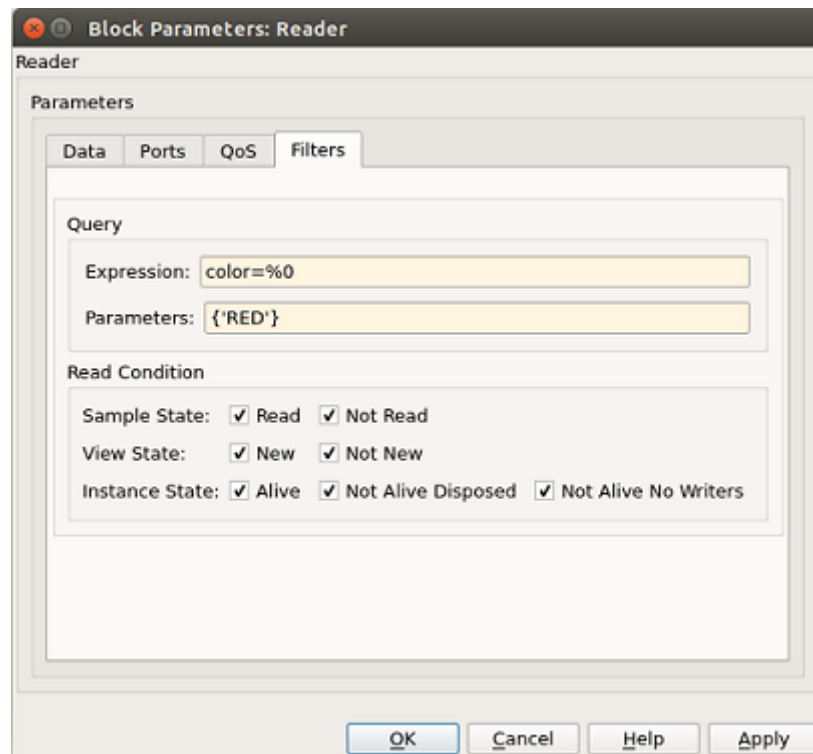 Block Parameters: Reader
Reader
Parameters
Data Ports QoS Filters
Query
Expression: color=%0
Parameters: {'RED'}
Read Condition
Sample State: Read Not Read
View State: New Not New
Instance State: Alive Not Alive Disposed Not Alive No Writers
OK Cancel Help Apply